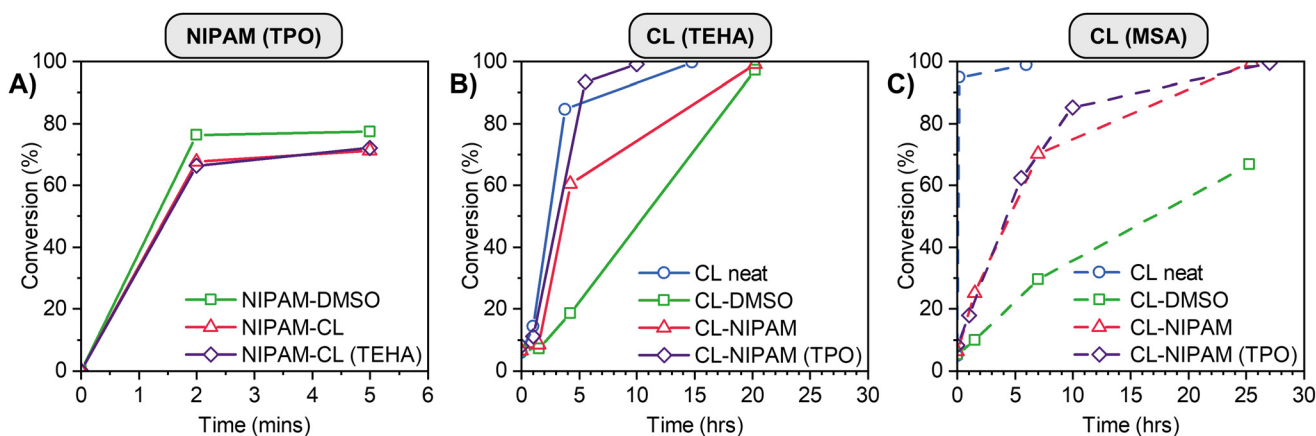 NIPAM (TPO)
A)
100
80
60
40
20
0
Conversion (%)
NIPAM-DMSO
NIPAM-CL
NIPAM-CL (TEHA)
0 1 2 3 4 5 6
Time (mins)
CL (TEHA)
B)
100
80
60
40
20
0
Conversion (%)
CL neat
CL-DMSO
CL-NIPAM
CL-NIPAM (TPO)
0 5 10 15 20 25 30
Time (hrs)
CL (MSA)
C)
100
80
60
40
20
0
Conversion (%)
CL neat
CL-DMSO
CL-NIPAM
CL-NIPAM (TPO)
0 5 10 15 20 25 30
Time (hrs)